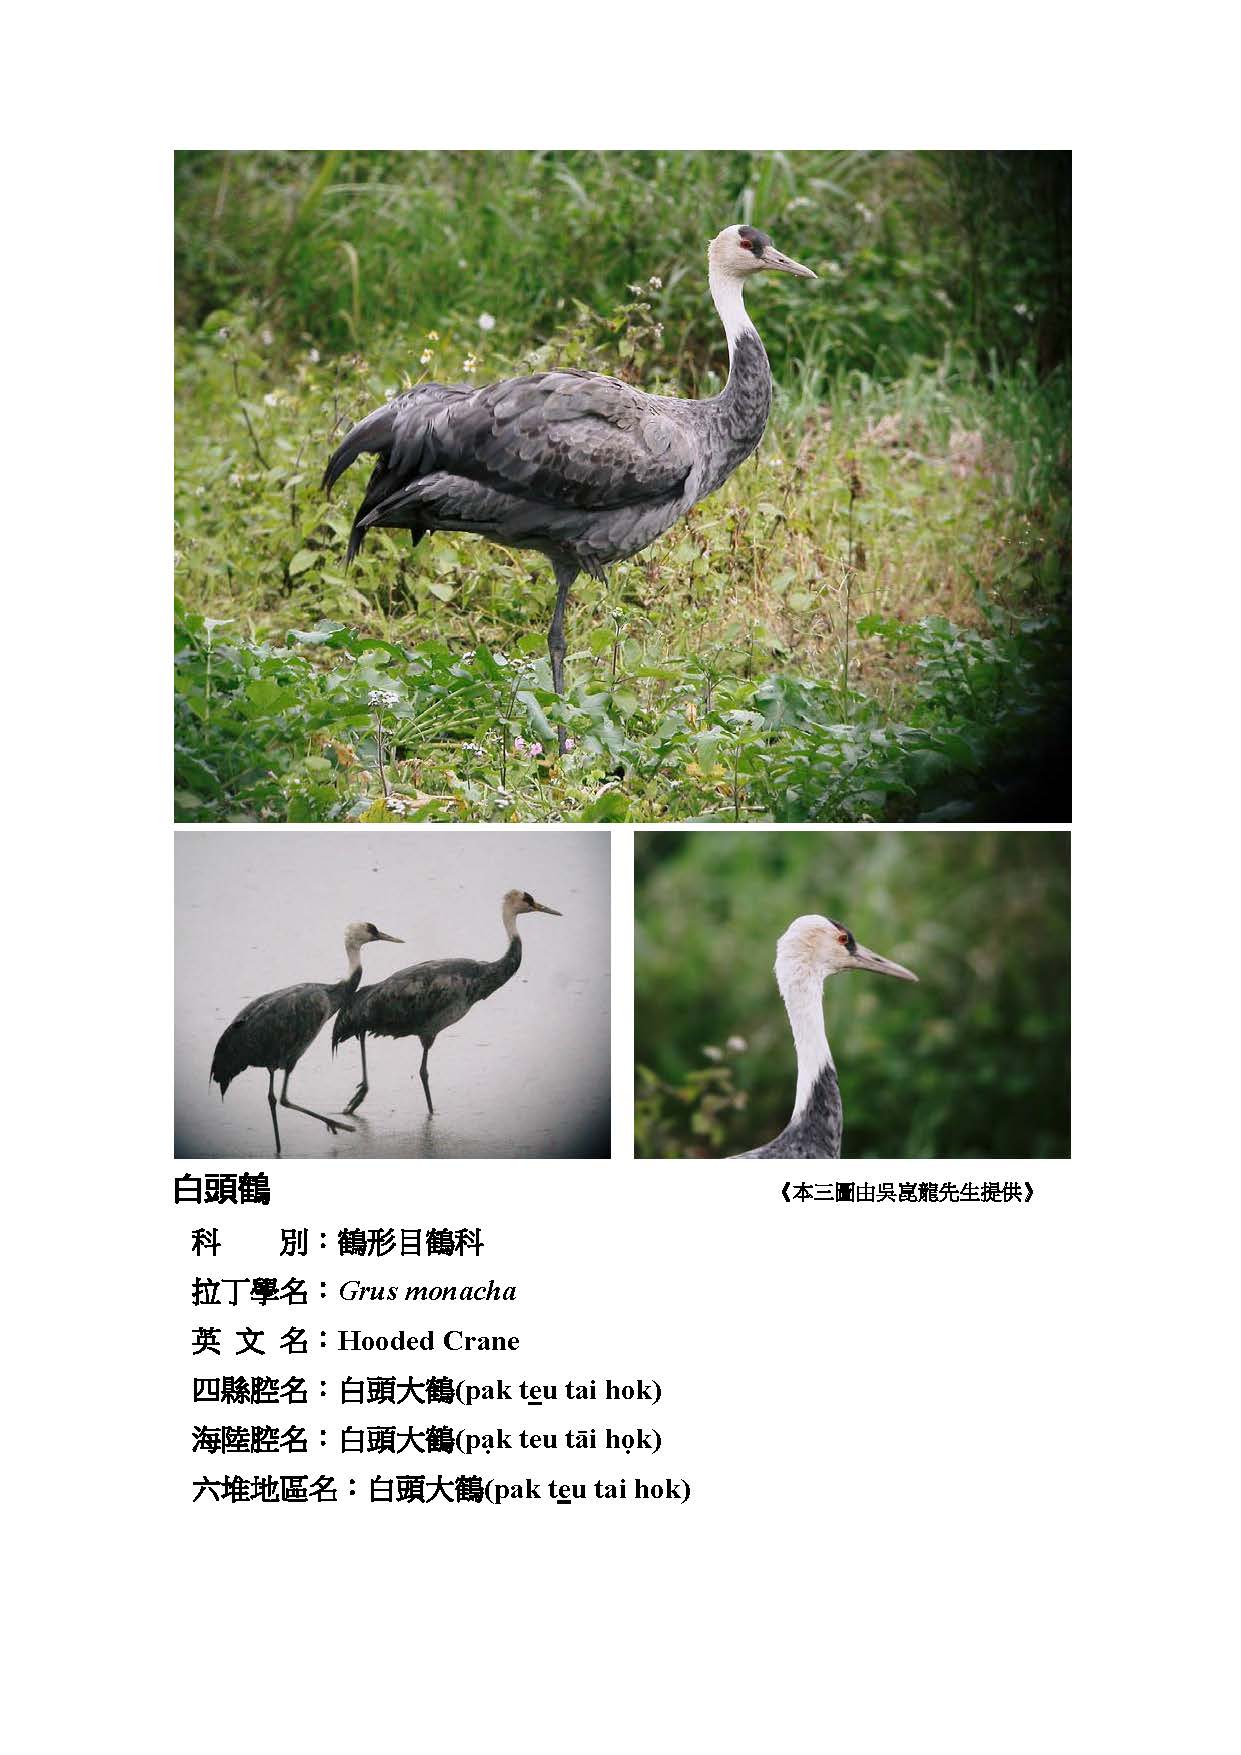 白頭鶴 《本三圖由吳崑龍先生提供》
科　　別：鶴形目鶴科
拉丁學名：Grus monacha
英 文 名：Hooded Crane
四縣腔名：白頭大鶴(pak te̲u tai hok)
海陸腔名：白頭大鶴(pạk teu tāi họk)
六堆地區名：白頭大鶴(pak te̲u tai hok)